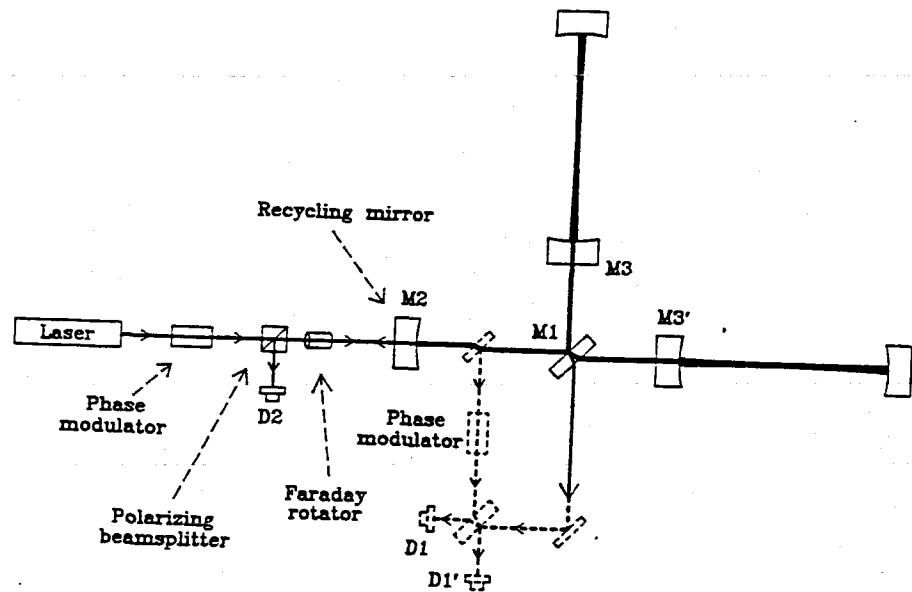 Recycling mirror
M3
M2
M1
M3'
Laser
Phase
modulator
D2
Phase
modulator
Faraday
rotator
Polarizing
beamsplitter
D1
D1'